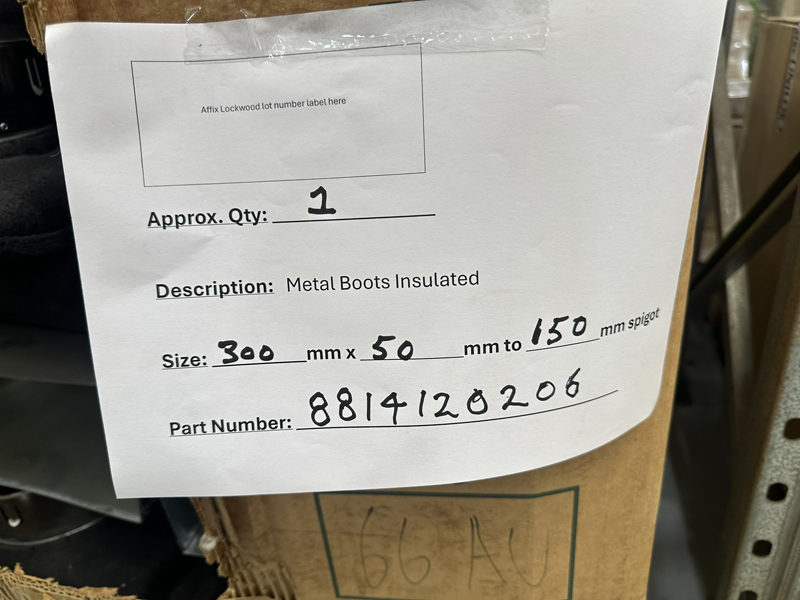 Affix Lockwood lot number label here
Approx. Qty: 1
Description: Metal Boots Insulated
Size: 300 mm x 50 mm to 150 mm spigot
Part Number: 8814120206
66 AU